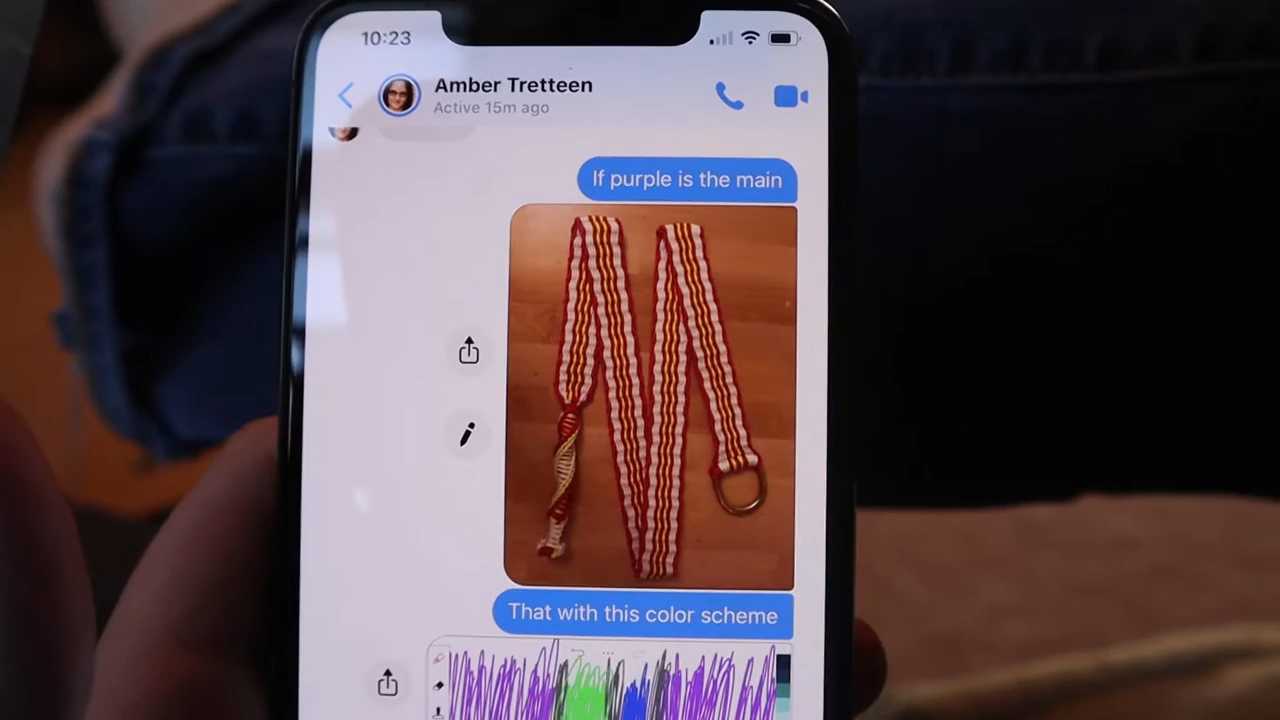 10:23
Amber Tretteen
Active 15m ago
If purple is the main
That with this color scheme